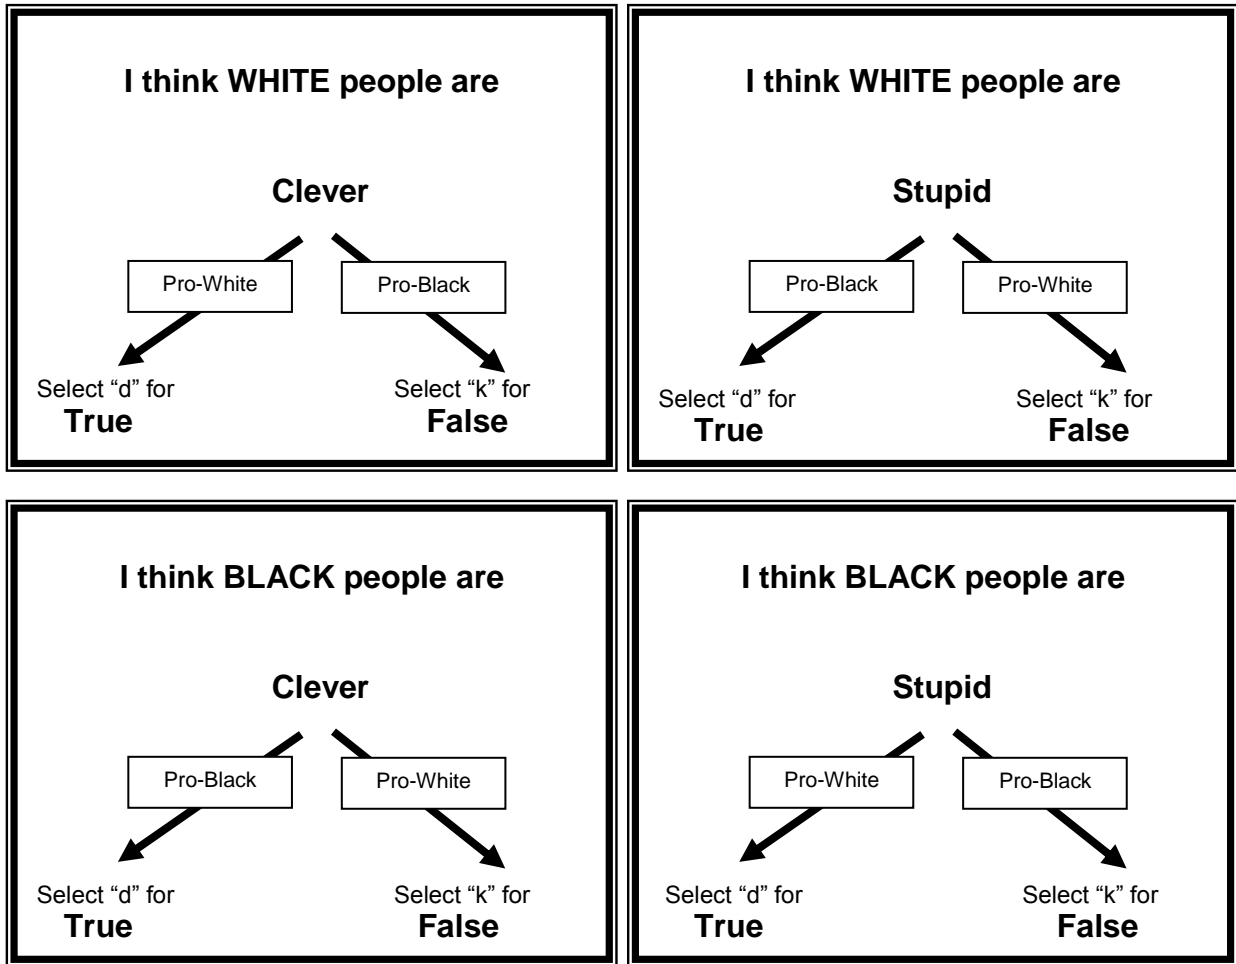 I think WHITE people are
Clever
Pro-White Pro-Black
Select “d” for Select “k” for
True False
I think WHITE people are
Stupid
Pro-Black Pro-White
Select “d” for Select “k” for
True False
I think BLACK people are
Clever
Pro-Black Pro-White
Select “d” for Select “k” for
True False
I think BLACK people are
Stupid
Pro-White Pro-Black
Select “d” for Select “k” for
True False